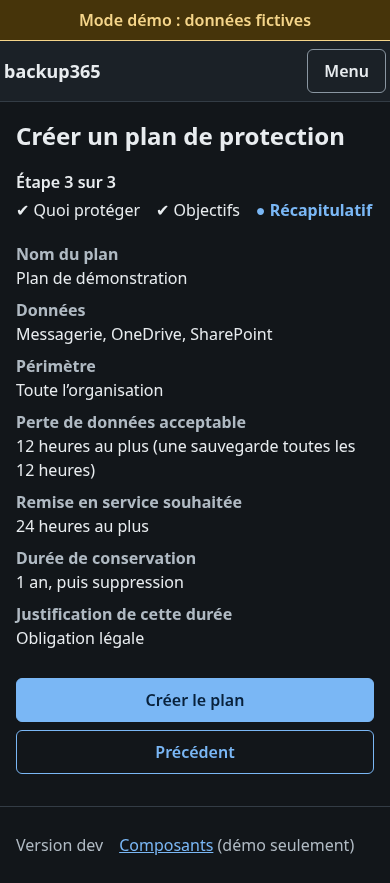 Mode démo : données fictives
backup365
Menu
Créer un plan de protection
Étape 3 sur 3
✔ Quoi protéger ✔ Objectifs ● Récapitulatif
Nom du plan
Plan de démonstration
Données
Messagerie, OneDrive, SharePoint
Périmètre
Toute l’organisation
Perte de données acceptable
12 heures au plus (une sauvegarde toutes les
12 heures)
Remise en service souhaitée
24 heures au plus
Durée de conservation
1 an, puis suppression
Justification de cette durée
Obligation légale
Créer le plan
Précédent
Version dev Composants (démo seulement)